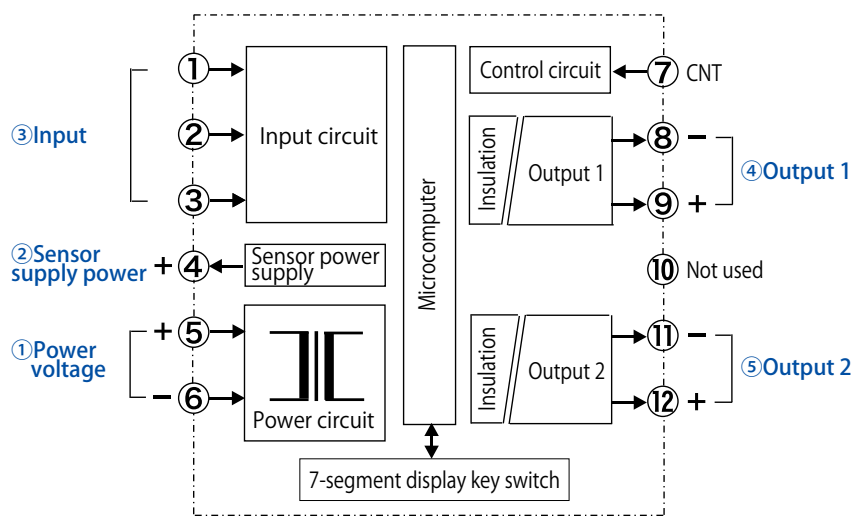 ①
②
③
③Input
Input circuit
②Sensor
supply power
+ ④
Sensor power
supply
①Power
voltage
+ ⑤
− ⑥
Power circuit
Microcomputer
7-segment display key switch
Control circuit
⑦ CNT
Insulation
Output 1
⑧ −
⑨ +
④Output 1
⑩ Not used
Insulation
Output 2
⑪ −
⑫ +
⑤Output 2